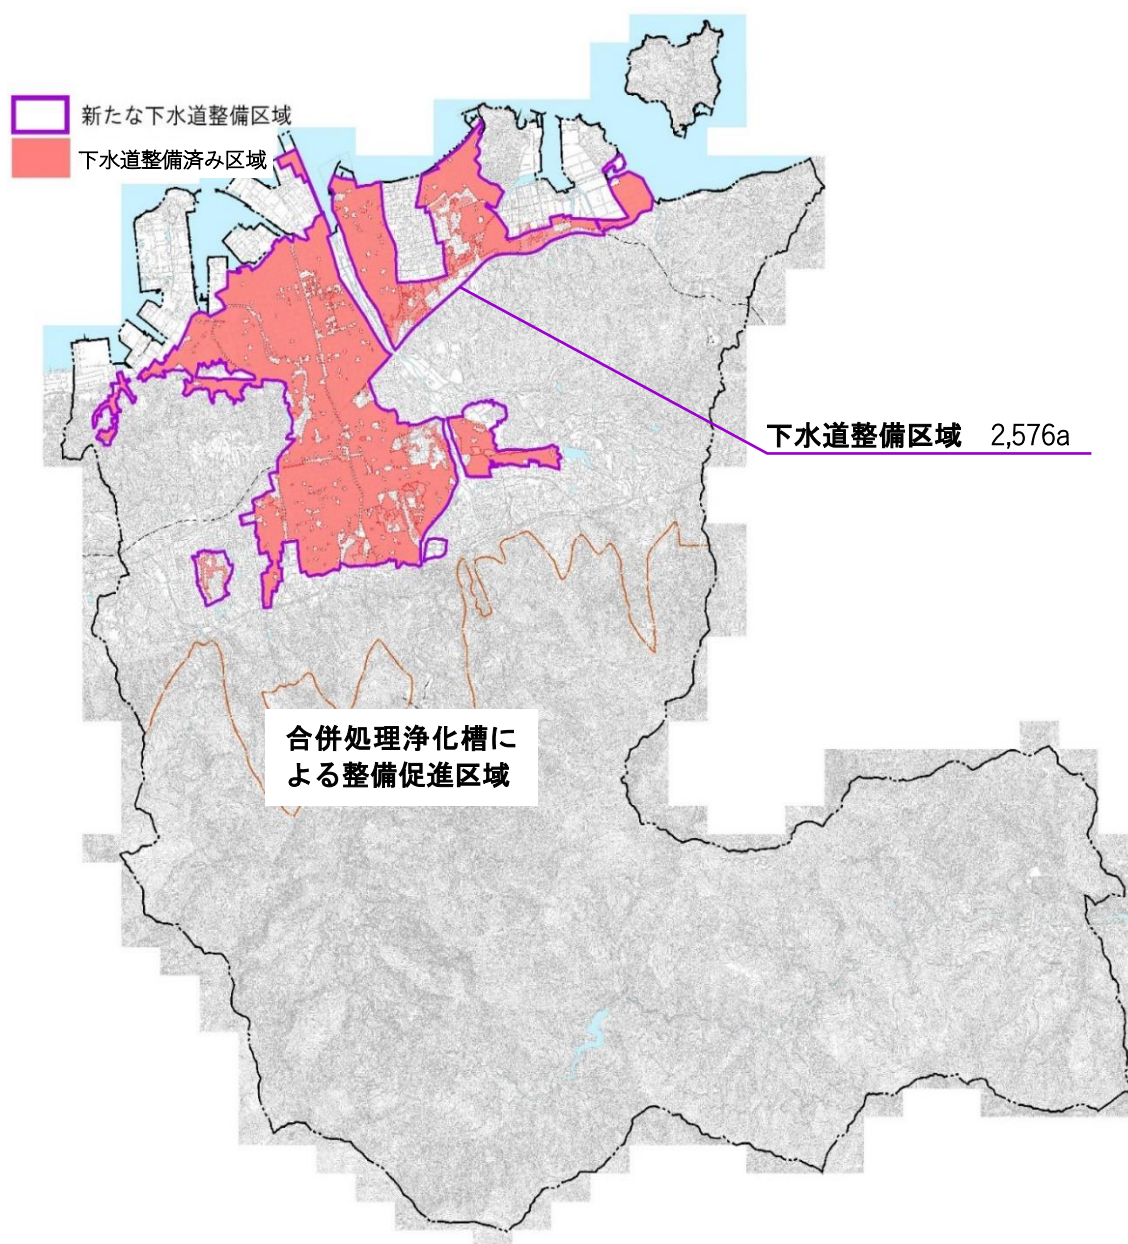 新たな下水道整備区域
下水道整備済み区域
下水道整備区域 2,576a
合併処理浄化槽に
よる整備促進区域